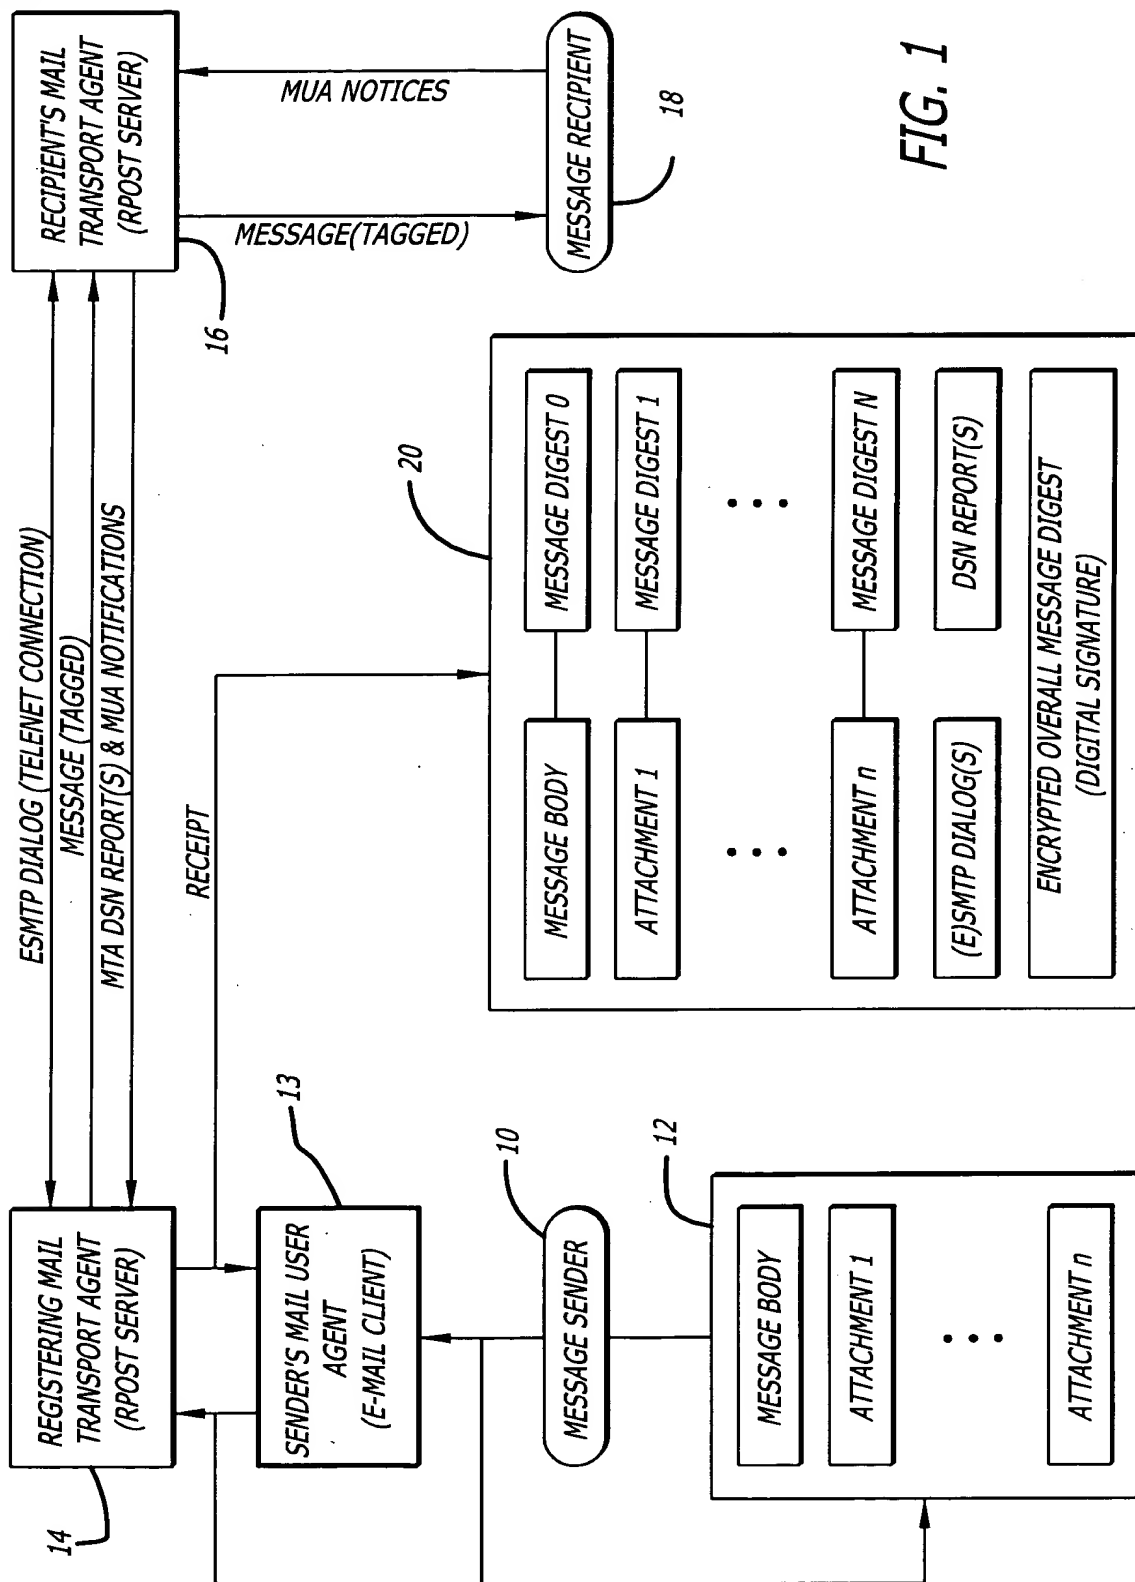 14
REGISTERING MAIL
TRANSPORT AGENT
(RPOST SERVER)
ESMTP DIALOG (TELENET CONNECTION)
MESSAGE (TAGGED)
MTA DSN REPORT(S) & MUA NOTIFICATIONS
RECIPIENT'S MAIL
TRANSPORT AGENT
(RPOST SERVER)
16
RECEIPT
MESSAGE(TAGGED)
MUA NOTICES
13
SENDER'S MAIL USER
AGENT
(E-MAIL CLIENT)
10
MESSAGE SENDER
MESSAGE RECIPIENT
18
12
MESSAGE BODY
ATTACHMENT 1
• • •
ATTACHMENT n
20
MESSAGE BODY
MESSAGE DIGEST 0
ATTACHMENT 1
MESSAGE DIGEST 1
• • •
• • •
ATTACHMENT n
MESSAGE DIGEST N
(E)SMTP DIALOG(S)
DSN REPORT(S)
ENCRYPTED OVERALL MESSAGE DIGEST
(DIGITAL SIGNATURE)
FIG. 1